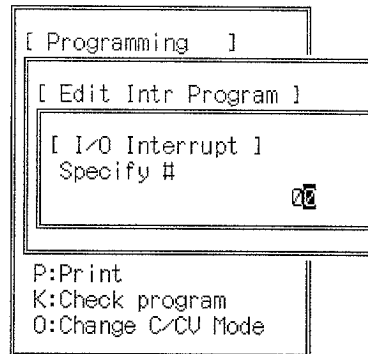 [ Programming ]
[ Edit Intr Program ]
[ I/O Interrupt ]
Specify #
00
P:Print
K:Check program
O:Change C/CV Mode